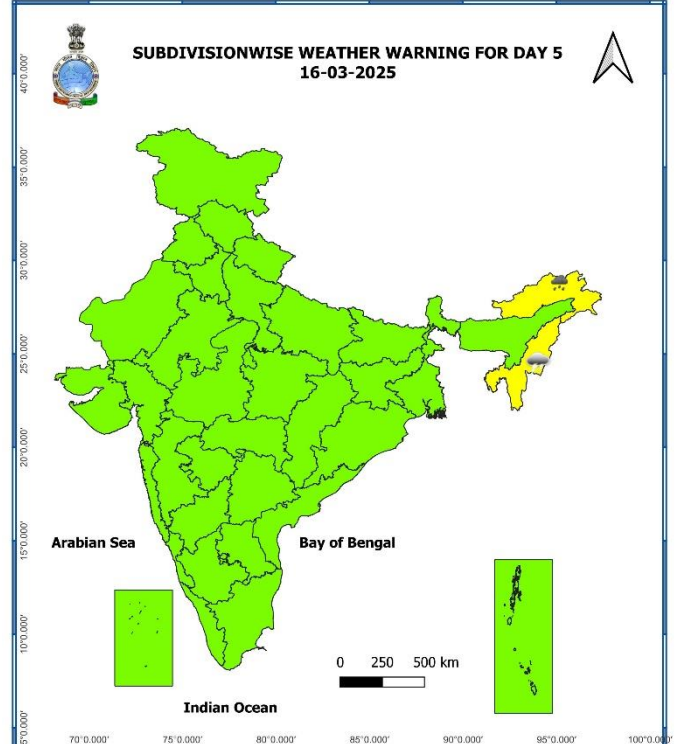 SUBDIVISIONWISE WEATHER WARNING FOR DAY 5
16-03-2025
40°0.000'
35°0.000'
30°0.000'
25°0.000'
20°0.000'
15°0.000'
10°0.000'
5°0.000'
Arabian Sea
Bay of Bengal
0 250 500 km
Indian Ocean
70°0.000' 75°0.000' 80°0.000' 85°0.000' 90°0.000' 95°0.000' 100°0.000'